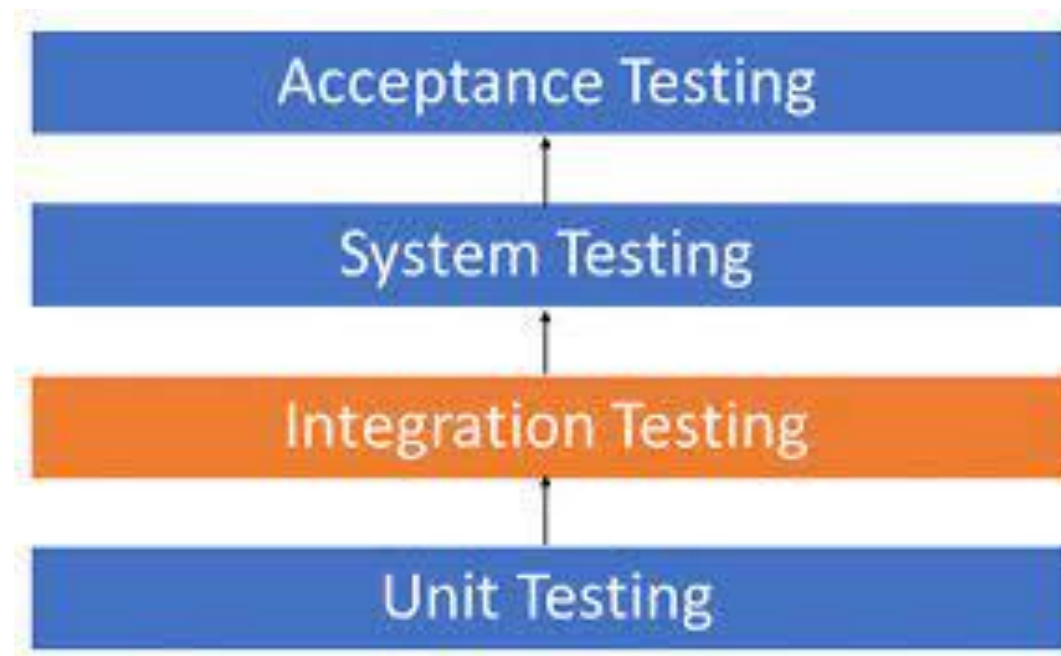 Acceptance Testing
System Testing
Integration Testing
Unit Testing